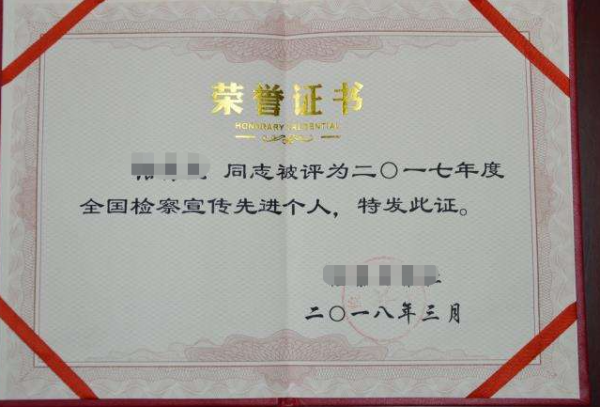 荣誉证书
HONORARY CREDENTIAL
同志被评为二〇一七年度
全国检察宣传先进个人，特发此证。
二〇一八年三月